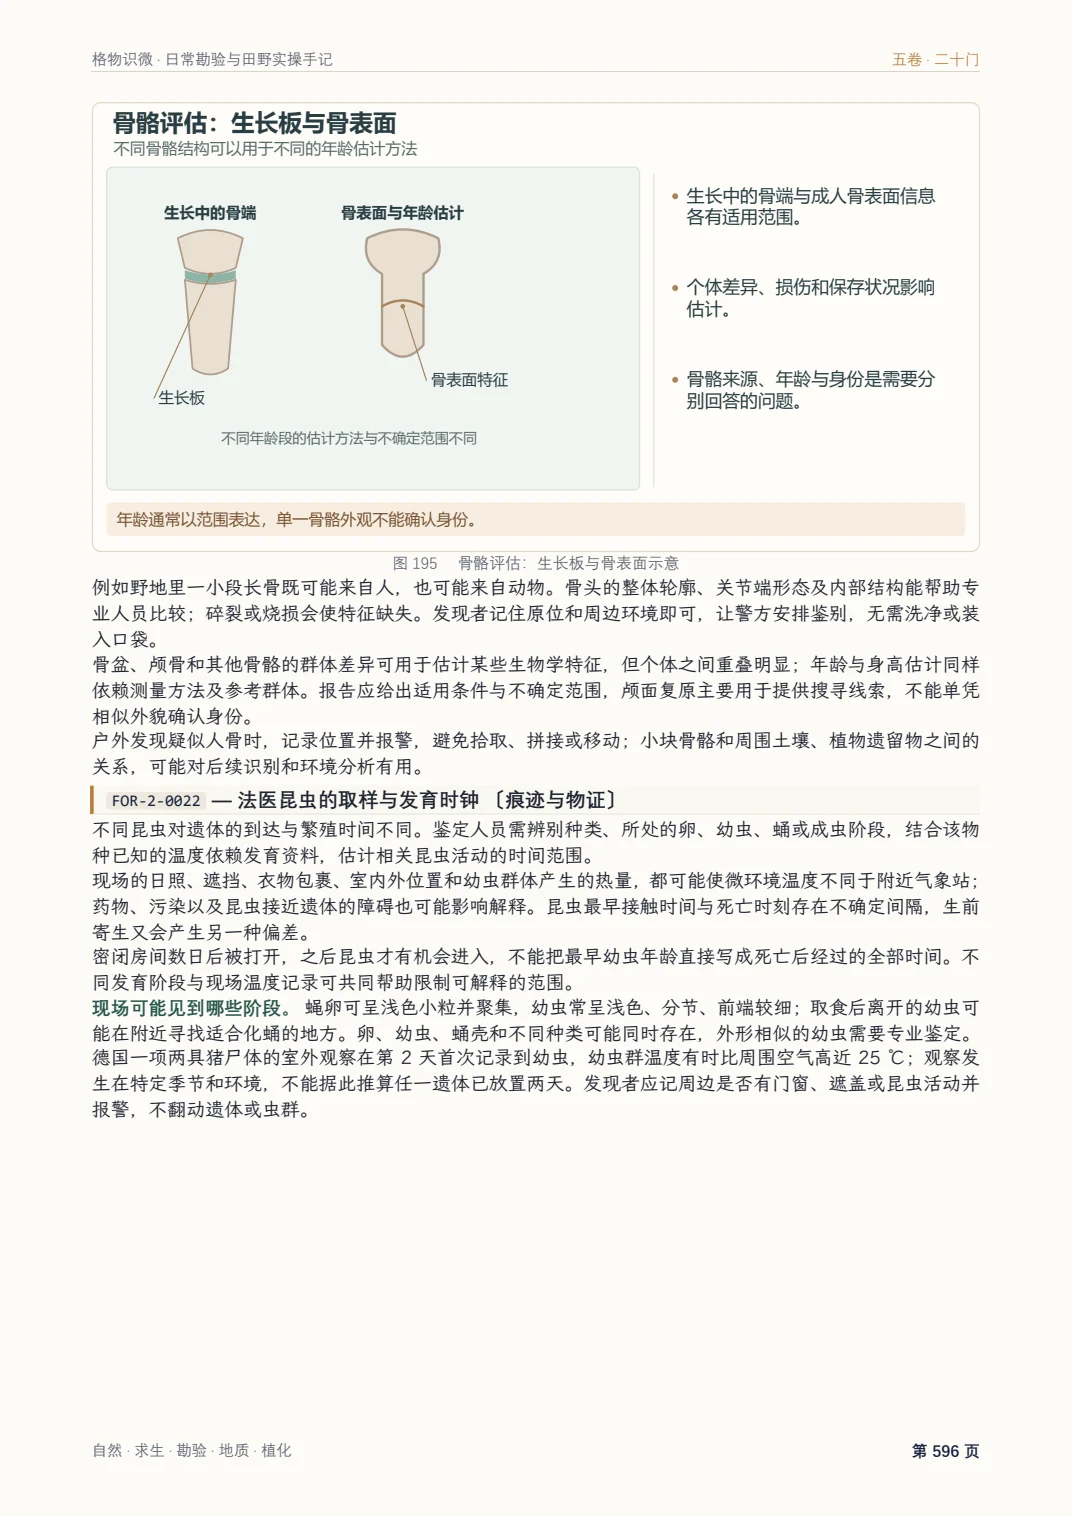 格物识微 · 日常勘验与田野实操手记
五卷 · 二十门
骨骼评估：生长板与骨表面
不同骨骼结构可以用于不同的年龄估计方法
生长中的骨端
骨表面与年龄估计
骨表面特征
生长板
不同年龄段的估计方法与不确定范围不同
• 生长中的骨端与成人骨表面信息
各有适用范围。
• 个体差异、损伤和保存状况影响
估计。
• 骨骼来源、年龄与身份是需要分
别回答的问题。
年龄通常以范围表达，单一骨骼外观不能确认身份。
图 195 骨骼评估：生长板与骨表面示意
例如野地里一小段长骨既可能来自人，也可能来自动物。骨头的整体轮廓、关节端形态及内部结构能帮助专
业人员比较；碎裂或烧损会使特征缺失。发现者记住原位和周边环境即可，让警方安排鉴别，无需洗净或装
入口袋。
骨盆、颅骨和其他骨骼的群体差异可用于估计某些生物学特征，但个体之间重叠明显；年龄与身高估计同样
依赖测量方法及参考群体。报告应给出适用条件与不确定范围，颅面复原主要用于提供搜寻线索，不能单凭
相似外貌确认身份。
户外发现疑似人骨时，记录位置并报警，避免拾取、拼接或移动；小块骨骼和周围土壤、植物遗留物之间的
关系，可能对后续识别和环境分析有用。
FOR-2-0022 — 法医昆虫的取样与发育时钟 〔痕迹与物证〕
不同昆虫对遗体的到达与繁殖时间不同。鉴定人员需辨别种类、所处的卵、幼虫、蛹或成虫阶段，结合该物
种已知的温度依赖发育资料，估计相关昆虫活动的时间范围。
现场的日照、遮挡、衣物包裹、室内外位置和幼虫群体产生的热量，都可能使微环境温度不同于附近气象站；
药物、污染以及昆虫接近遗体的障碍也可能影响解释。昆虫最早接触时间与死亡时刻存在不确定间隔，生前
寄生又会产生另一种偏差。
密闭房间数日后被打开，之后昆虫才有机会进入，不能把最早幼虫年龄直接写成死亡后经过的全部时间。不
同发育阶段与现场温度记录可共同帮助限制可解释的范围。
现场可能见到哪些阶段。 蝇卵可呈浅色小粒并聚集，幼虫常呈浅色、分节、前端较细；取食后离开的幼虫可
能在附近寻找适合化蛹的地方。卵、幼虫、蛹壳和不同种类可能同时存在，外形相似的幼虫需要专业鉴定。
德国一项两具猪尸体的室外观察在第 2 天首次记录到幼虫，幼虫群温度有时比周围空气高近 25 ℃；观察发
生在特定季节和环境，不能据此推算任一遗体已放置两天。发现者应记周边是否有门窗、遮盖或昆虫活动并
报警，不翻动遗体或虫群。
自然 · 求生 · 勘验 · 地质 · 植化
第 596 页